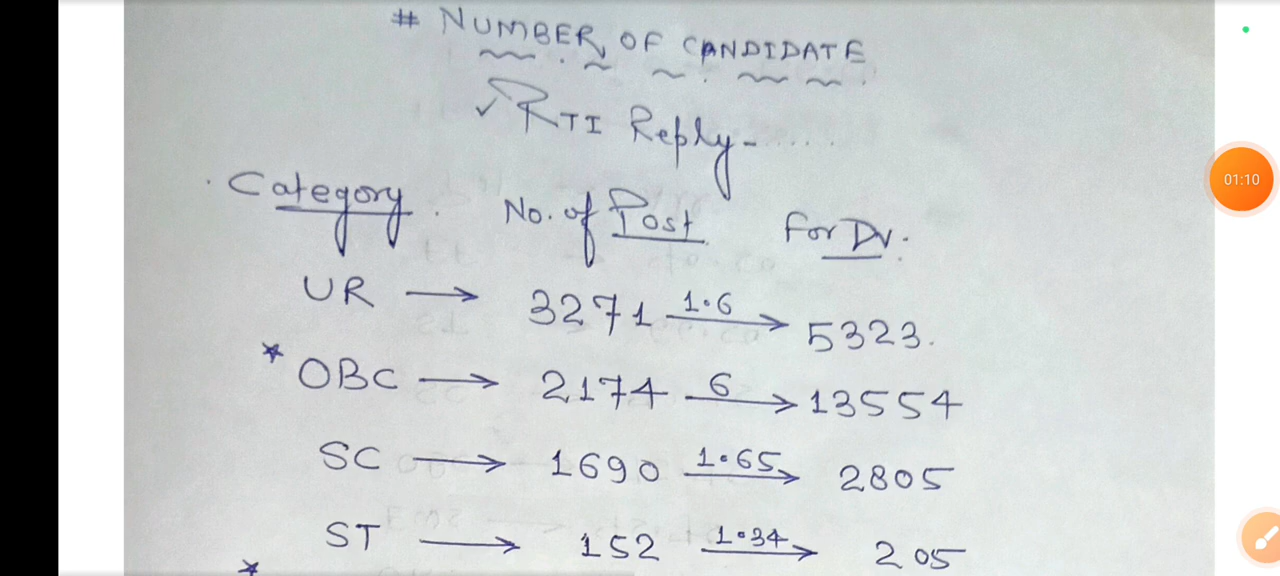 # NUMBER OF CANDIDATE
✓ RTI Reply-.....
Category. No. of Post For DV.
UR → 3271 1.6→ 5323.
* OBC → 2174 6→ 13554
SC → 1690 1.65→ 2805
ST → 152 1.34→ 205
*
01:10